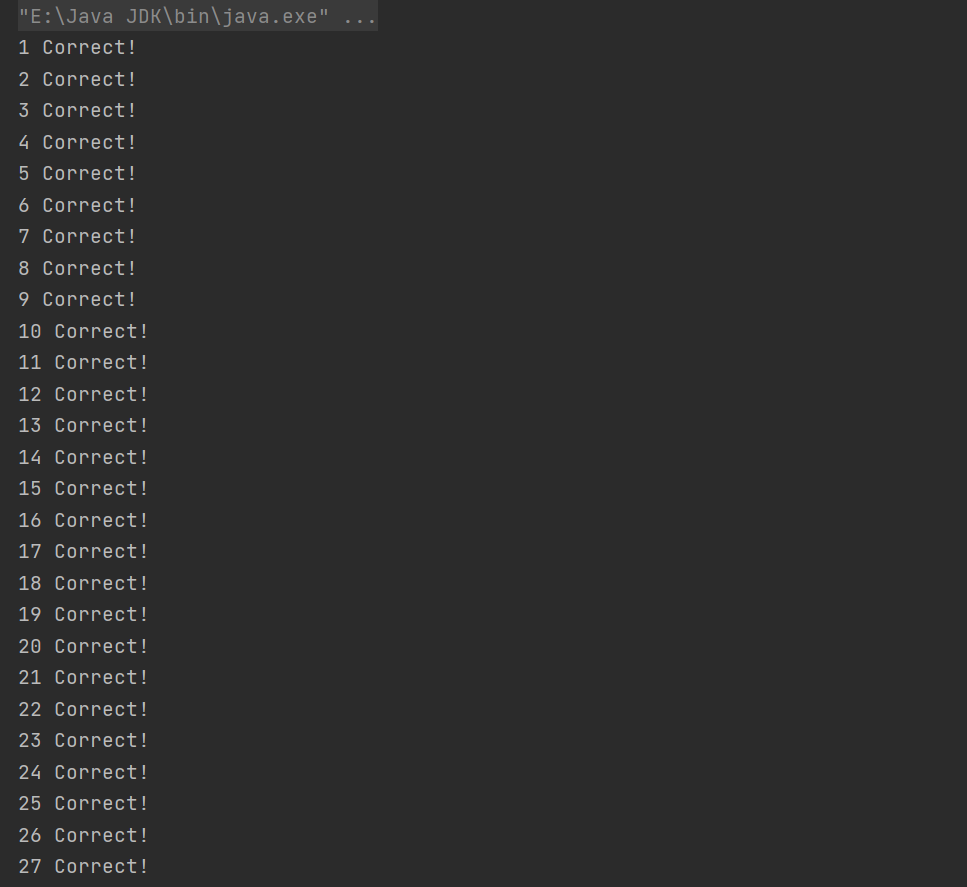 "E:\Java JDK\bin\java.exe" ...
1 Correct!
2 Correct!
3 Correct!
4 Correct!
5 Correct!
6 Correct!
7 Correct!
8 Correct!
9 Correct!
10 Correct!
11 Correct!
12 Correct!
13 Correct!
14 Correct!
15 Correct!
16 Correct!
17 Correct!
18 Correct!
19 Correct!
20 Correct!
21 Correct!
22 Correct!
23 Correct!
24 Correct!
25 Correct!
26 Correct!
27 Correct!